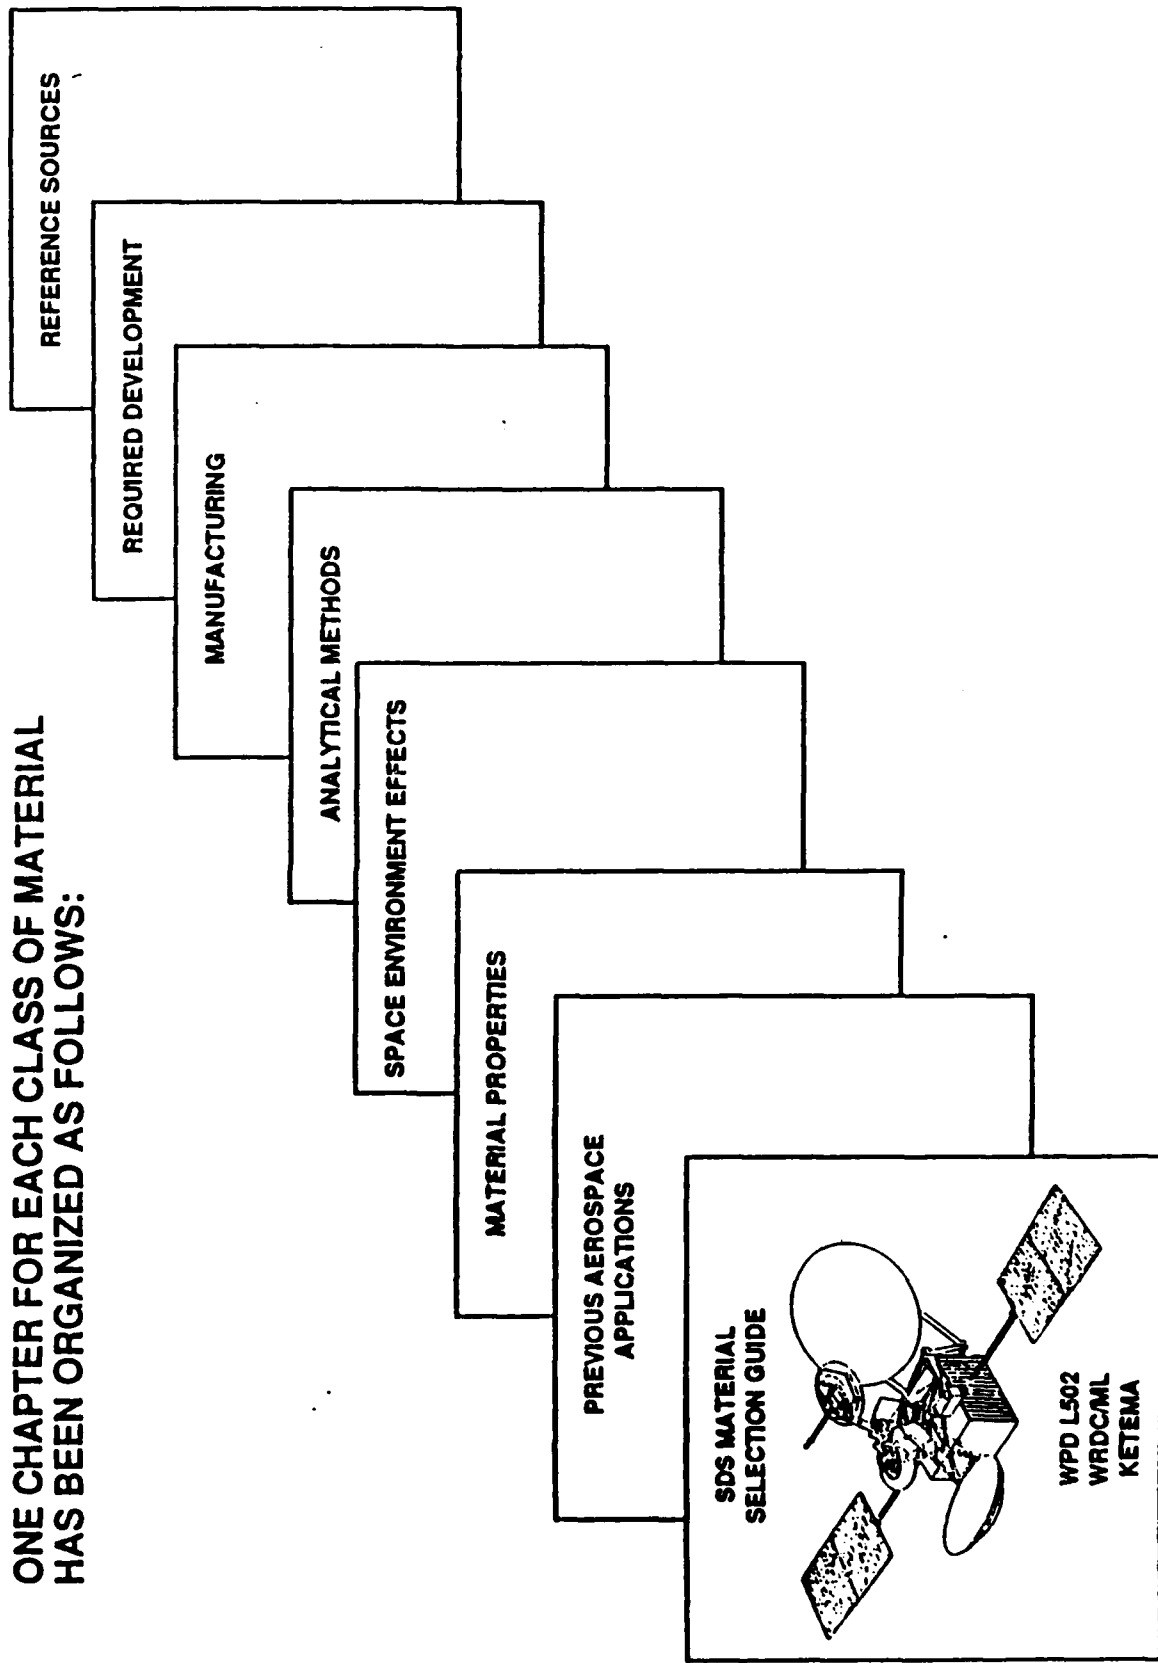 ONE CHAPTER FOR EACH CLASS OF MATERIAL
HAS BEEN ORGANIZED AS FOLLOWS:
SDS MATERIAL
SELECTION GUIDE
WPD L502
WRDC/ML
KETEMA
PREVIOUS AEROSPACE
APPLICATIONS
MATERIAL PROPERTIES
SPACE ENVIRONMENT EFFECTS
ANALYTICAL METHODS
MANUFACTURING
REQUIRED DEVELOPMENT
REFERENCE SOURCES